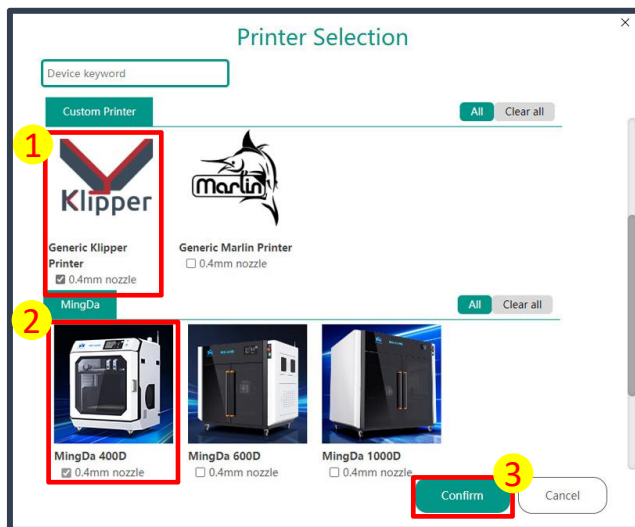 Printer Selection
×
Device keyword
Custom Printer
All
Clear all
1
Klipper
Marlin
Generic Klipper
Printer
Generic Marlin Printer
0.4mm nozzle
0.4mm nozzle
MingDa
All
Clear all
2
MingDa 400D
MingDa 600D
MingDa 1000D
0.4mm nozzle
0.4mm nozzle
0.4mm nozzle
3
Confirm
Cancel